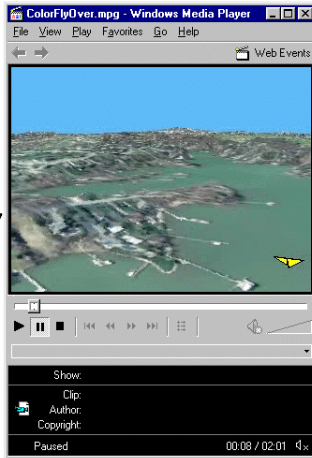 ColorFlyOver.mpg - Windows Media Player
File View Play Favorites Go Help
Web Events
Show:
Clip:
Author:
Copyright:
Paused 00:08 / 02:01